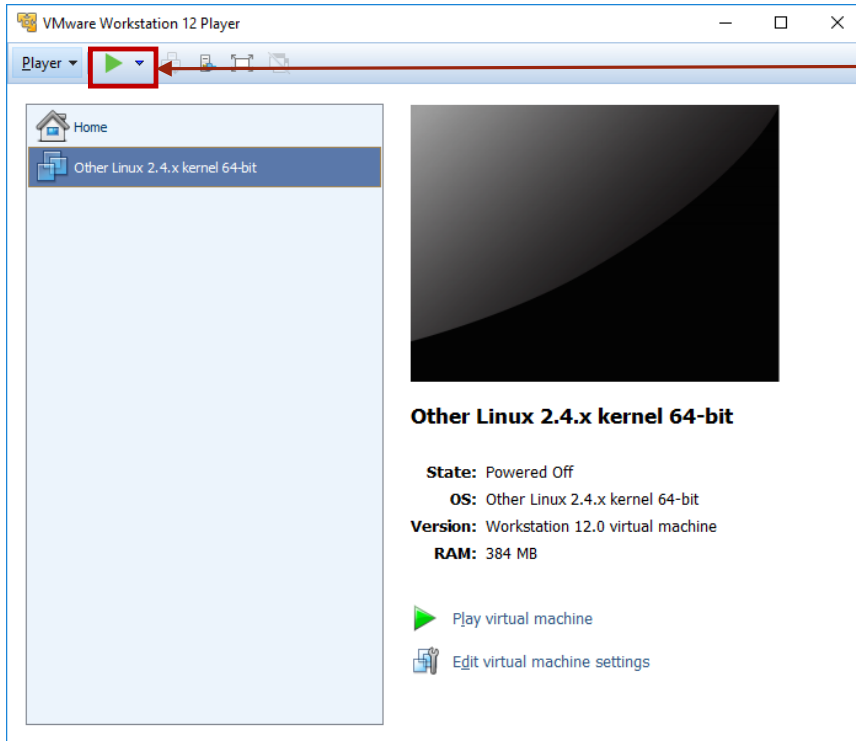 VMware Workstation 12 Player
Player
Home
Other Linux 2.4.x kernel 64-bit
Other Linux 2.4.x kernel 64-bit
State: Powered Off
OS: Other Linux 2.4.x kernel 64-bit
Version: Workstation 12.0 virtual machine
RAM: 384 MB
Play virtual machine
Edit virtual machine settings